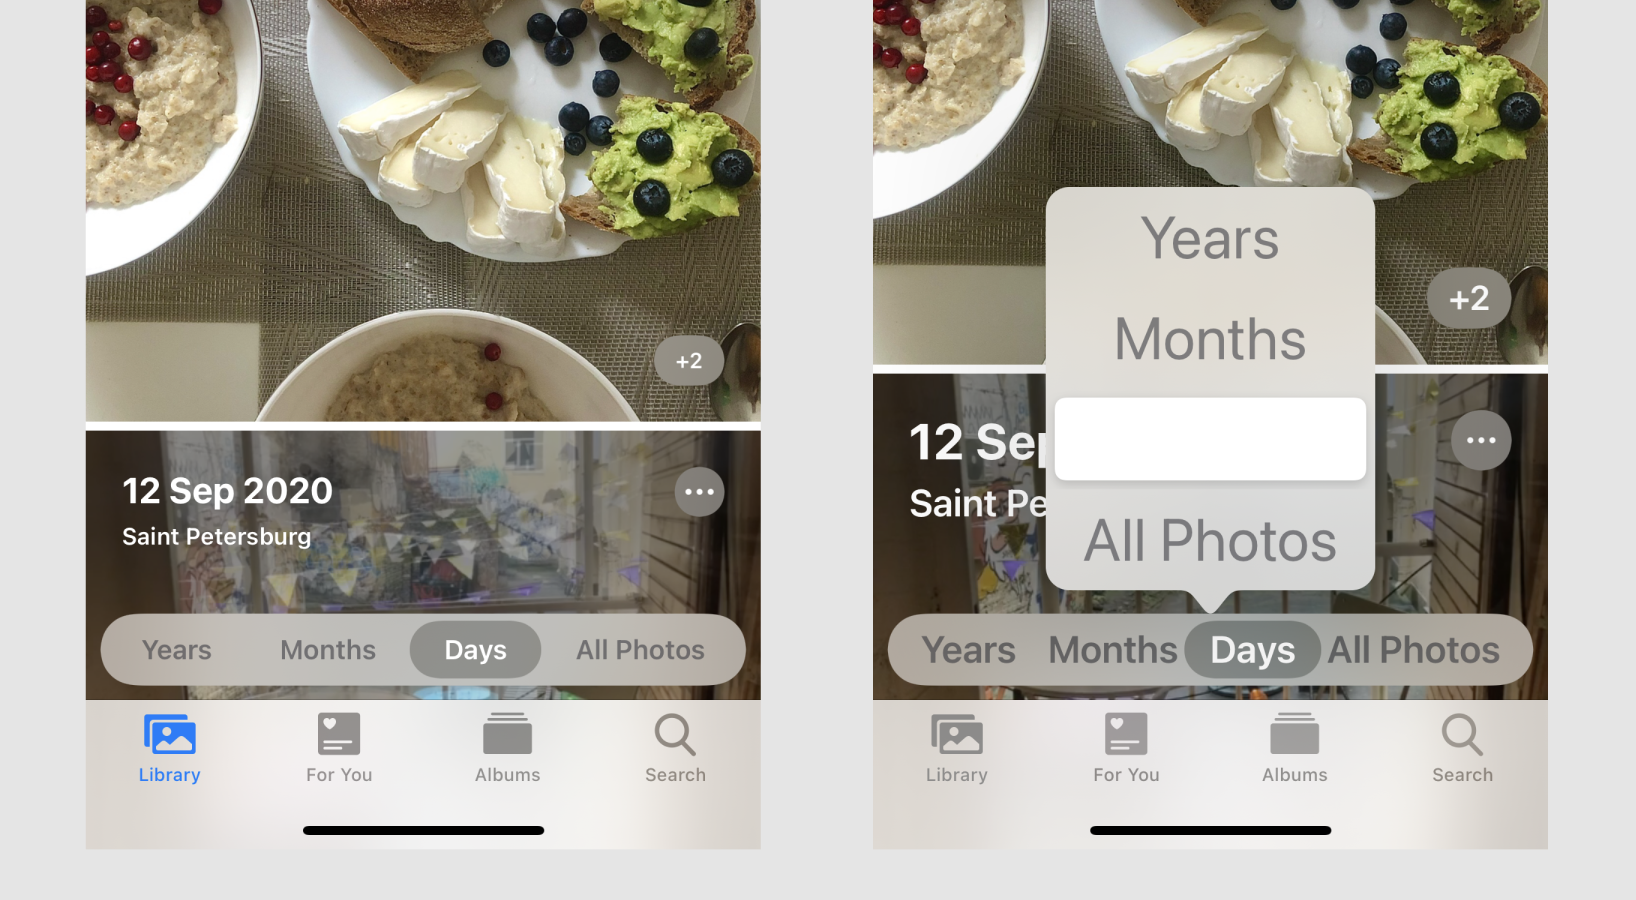 +2
12 Sep 2020
Saint Petersburg
Years Months Days All Photos
Library For You Albums Search
Years
+2
Months
12 Sep
Saint Pe
All Photos
Years Months Days All Photos
Library For You Albums Search